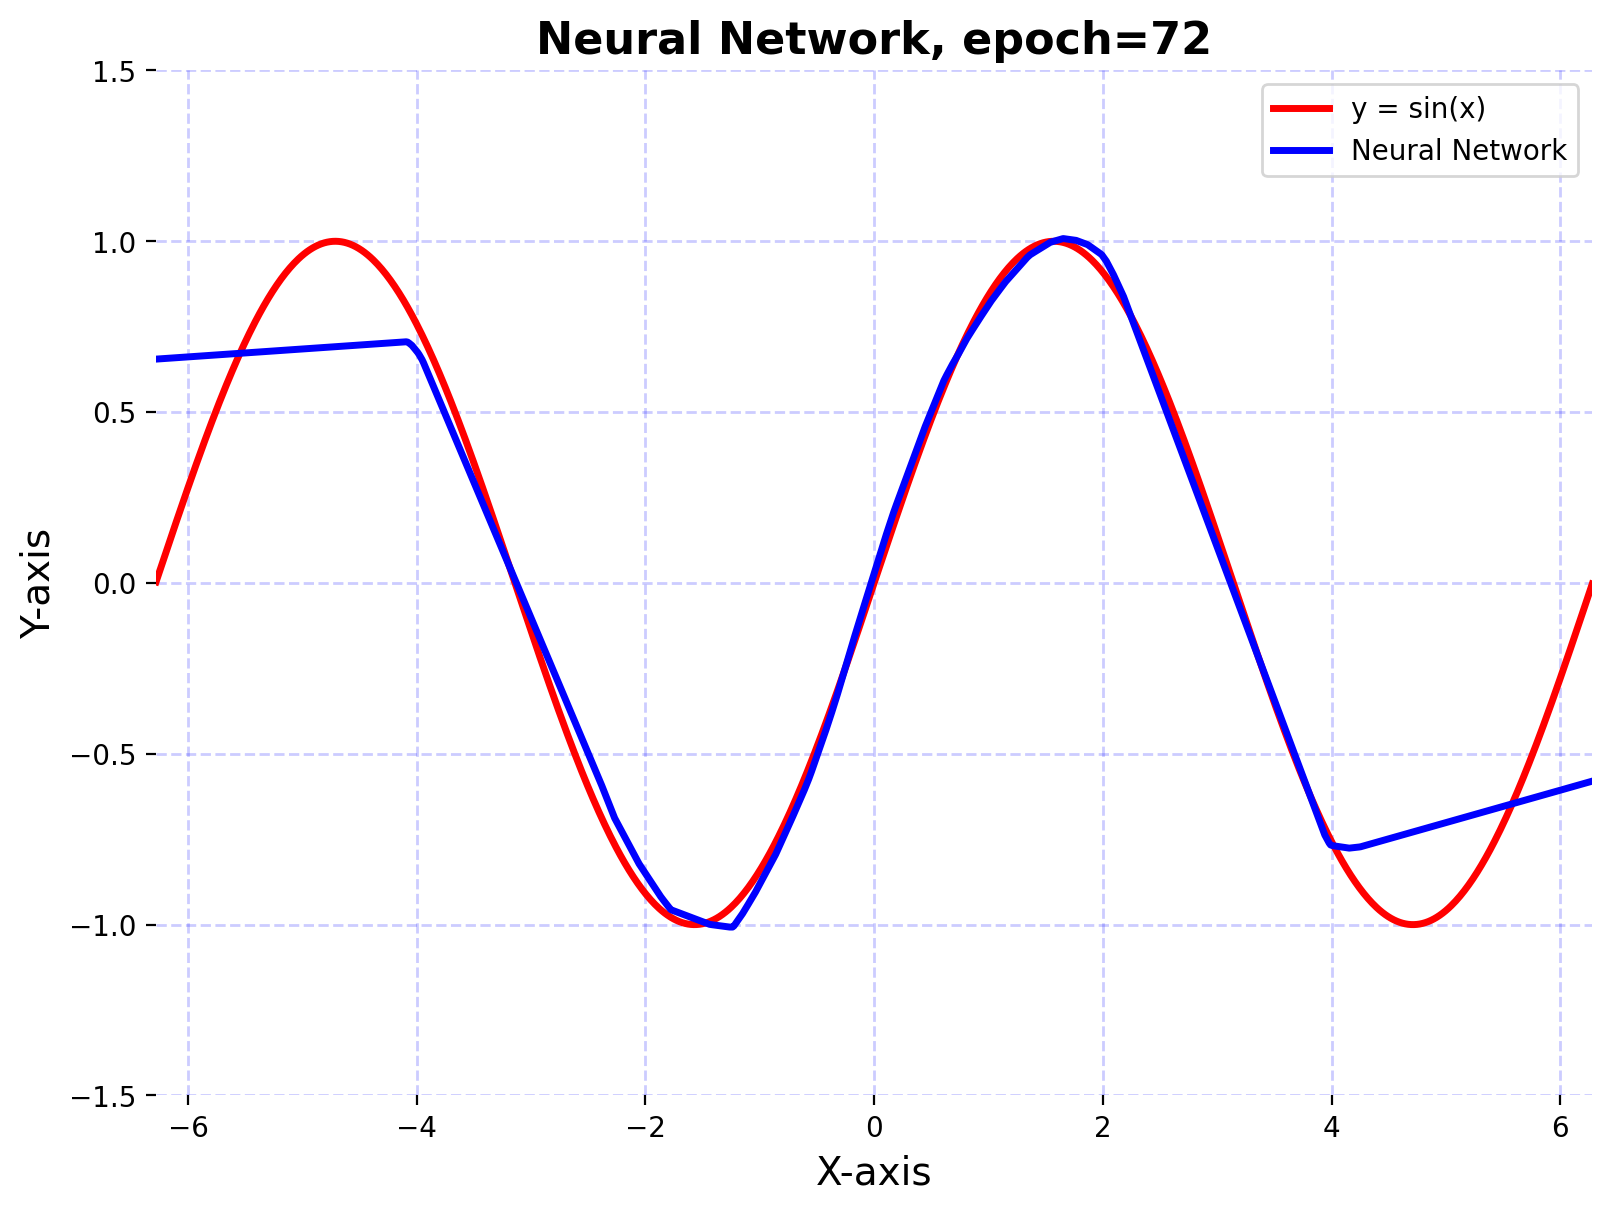 Neural Network, epoch=72
y = sin(x)
Neural Network
Y-axis
1.5
1.0
0.5
0.0
−0.5
−1.0
−1.5
−6 −4 −2 0 2 4 6
X-axis